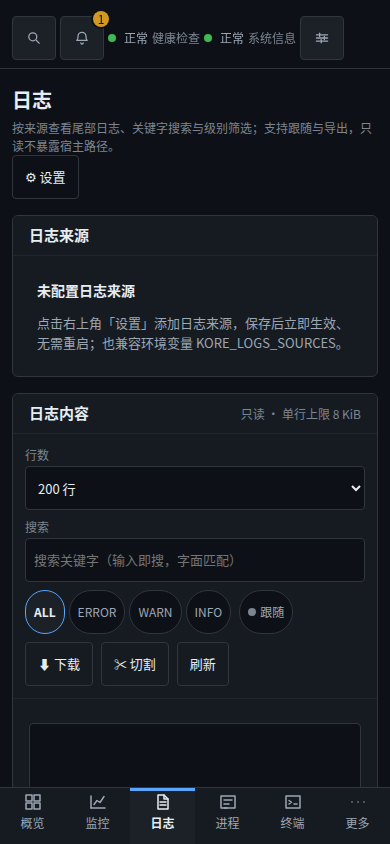 1
正常 健康检查 正常 系统信息
日志
按来源查看尾部日志、关键字搜索与级别筛选；支持跟随与导出，只
读不暴露宿主路径。
⚙ 设置
日志来源
未配置日志来源
点击右上角「设置」添加日志来源，保存后立即生效、
无需重启；也兼容环境变量 KORE_LOGS_SOURCES。
日志内容
只读 · 单行上限 8 KiB
行数
200 行
搜索
搜索关键字（输入即搜，字面匹配）
ALL ERROR WARN INFO 跟随
⬇ 下载 ✂ 切割 刷新
概览 监控 日志 进程 终端 更多